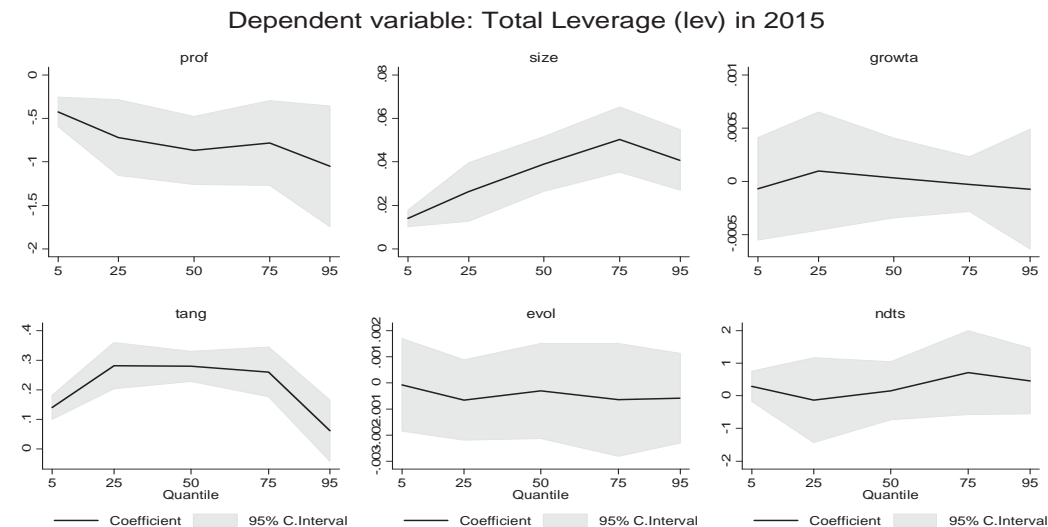 Dependent variable: Total Leverage (lev) in 2015
prof
0
-.5
-1
-1.5
-2
5 25 50 75 95
size
.08
.06
.04
.02
0
5 25 50 75 95
growta
.001
.0005
0
-.0005
5 25 50 75 95
tang
.4
.3
.2
.1
0
5 25 50 75 95
Quantile
evol
-.003.002.001 0 .001.002
5 25 50 75 95
Quantile
ndts
2
1
0
-1
-2
5 25 50 75 95
Quantile
Coefficient 95% C.Interval
Coefficient 95% C.Interval
Coefficient 95% C.Interval